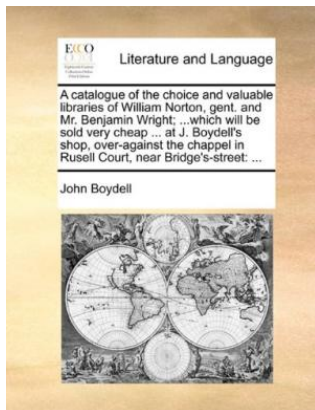 ECCO
Literature and Language
A catalogue of the choice and valuable
libraries of William Norton, gent. and
Mr. Benjamin Wright; ...which will be
sold very cheap ... at J. Boydell's
shop, over-against the chappel in
Rusell Court, near Bridge's-street: ...
John Boydell